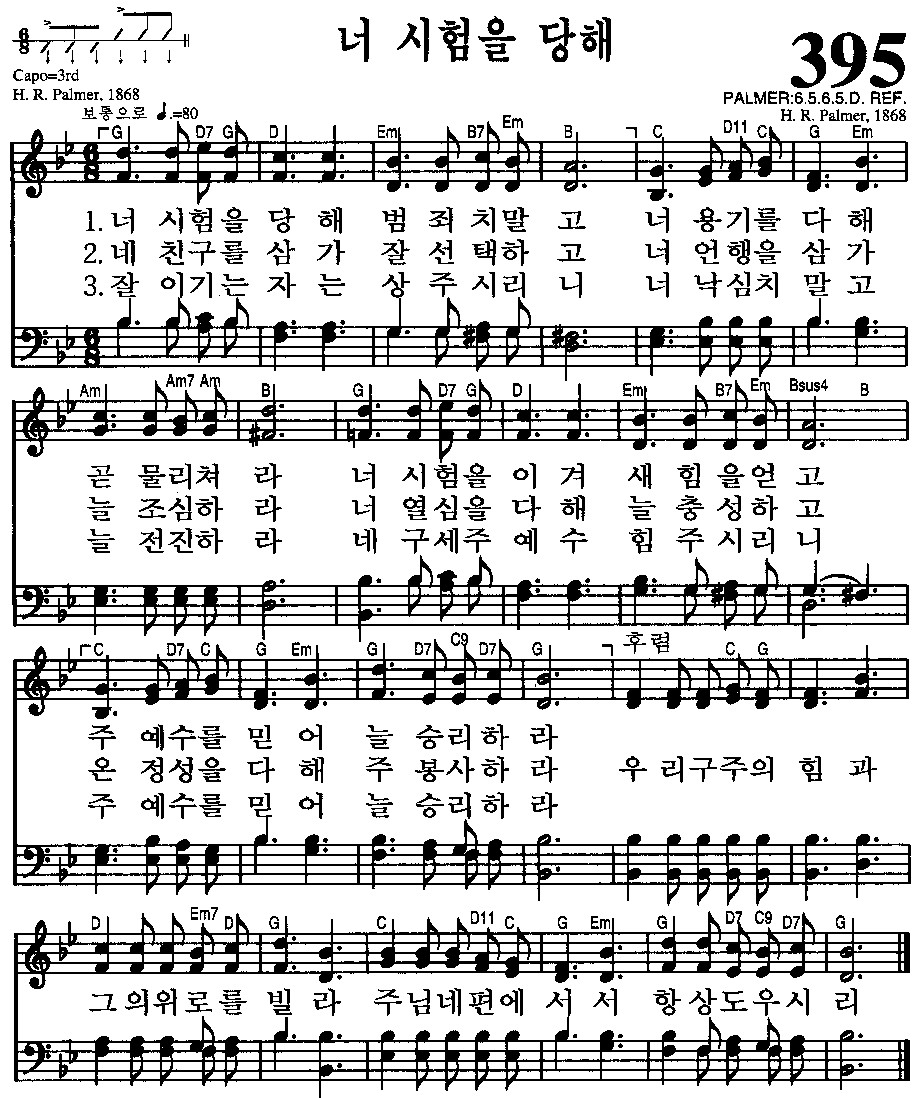 너 시험을 당해
395
6/8
Capo=3rd
H. R. Palmer, 1868
PALMER:6.5.6.5.D. REF.
H. R. Palmer, 1868
보통으로 ♩.=80
G D7 G D Em B7 Em B C D11 C G Em
1. 너 시험을 당 해 범 죄 치말 고 너 용기를 다 해
2. 네 친구를 삼 가 잘 선 택하 고 너 언행을 삼 가
3. 잘 이기는 자 는 상 주 시리 니 너 낙심치 말 고
Am Am7 Am B G D7 G D Em B7 Em Bsus4 B
곧 물리쳐 라 너 시험을 이 겨 새 힘 을얻 고
늘 조심하 라 너 열심을 다 해 늘 충 성하 고
늘 전진하 라 네 구세주 예 수 힘 주 시리 니
C D7 C G Em G D7 C9 D7 G 후렴 C G
주 예수를 믿 어 늘 승리하 라
온 정성을 다 해 주 봉사하 라 우 리구주의 힘 과
주 예수를 믿 어 늘 승리하 라
D Em7 D G C D11 C G Em G D7 C9 D7 G
그의위로를 빌 라 주님네편에 서 서 항상도우시 리